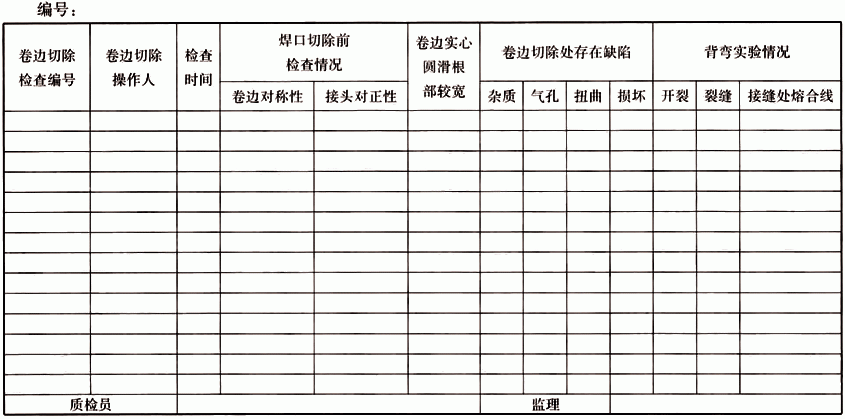 编号：
卷边切除
检查编号
卷边切除
操作人
检查
时间
焊口切除前
检查情况
卷边对称性
接头对正性
卷边实心
圆滑根
部较宽
卷边切除处存在缺陷
杂质
气孔
扭曲
损坏
背弯实验情况
开裂
裂缝
接缝处熔合线
质检员
监理